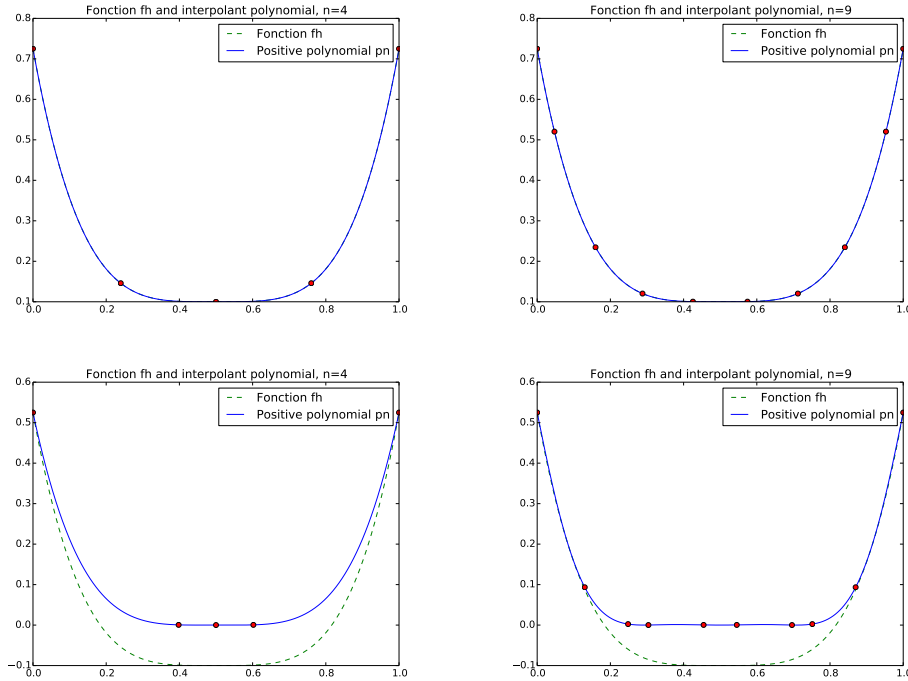 Fonction fh and interpolant polynomial, n=4
0.8
0.7
0.6
0.5
0.4
0.3
0.2
0.1
0.0 0.2 0.4 0.6 0.8 1.0
Fonction fh
Positive polynomial pn
Fonction fh and interpolant polynomial, n=9
0.8
0.7
0.6
0.5
0.4
0.3
0.2
0.1
0.0 0.2 0.4 0.6 0.8 1.0
Fonction fh
Positive polynomial pn
Fonction fh and interpolant polynomial, n=4
0.6
0.5
0.4
0.3
0.2
0.1
0.0
−0.1
0.0 0.2 0.4 0.6 0.8 1.0
Fonction fh
Positive polynomial pn
Fonction fh and interpolant polynomial, n=9
0.6
0.5
0.4
0.3
0.2
0.1
0.0
−0.1
0.0 0.2 0.4 0.6 0.8 1.0
Fonction fh
Positive polynomial pn